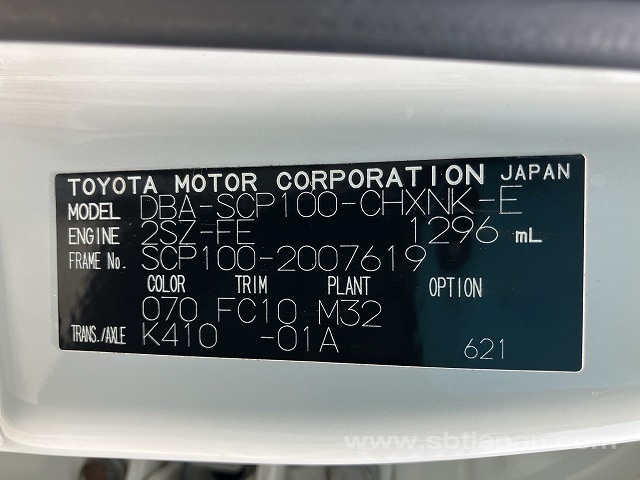 TOYOTA MOTOR CORPORATION JAPAN
MODEL DBA-SCP100-CHXNK-E
ENGINE 2SZ-FE 1296 mL
FRAME No. SCP100-2007619
COLOR TRIM PLANT OPTION
070 FC10 M32
TRANS./AXLE K410 -01A 621
www.sbtjapan.com